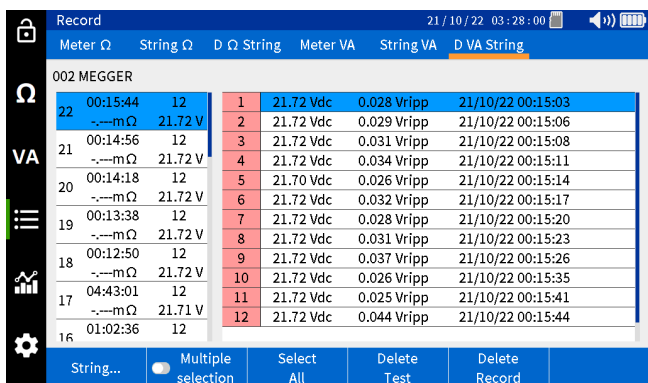 Record 21/10/22 03:28:00
Meter Ω String Ω D Ω String Meter VA String VA D VA String
002 MEGGER
Ω
VA
22 00:15:44 12
-.---mΩ 21.72 V
21 00:14:56 12
-.---mΩ 21.72 V
20 00:14:18 12
-.---mΩ 21.72 V
19 00:13:38 12
-.---mΩ 21.72 V
18 00:12:50 12
-.---mΩ 21.72 V
17 04:43:01 12
-.---mΩ 21.71 V
16 01:02:36 12
1 21.72 Vdc 0.028 Vripp 21/10/22 00:15:03
2 21.72 Vdc 0.029 Vripp 21/10/22 00:15:06
3 21.72 Vdc 0.031 Vripp 21/10/22 00:15:08
4 21.72 Vdc 0.034 Vripp 21/10/22 00:15:11
5 21.70 Vdc 0.026 Vripp 21/10/22 00:15:14
6 21.72 Vdc 0.032 Vripp 21/10/22 00:15:17
7 21.72 Vdc 0.028 Vripp 21/10/22 00:15:20
8 21.72 Vdc 0.031 Vripp 21/10/22 00:15:23
9 21.72 Vdc 0.037 Vripp 21/10/22 00:15:26
10 21.72 Vdc 0.026 Vripp 21/10/22 00:15:35
11 21.72 Vdc 0.025 Vripp 21/10/22 00:15:41
12 21.72 Vdc 0.044 Vripp 21/10/22 00:15:44
String...
Multiple
selection
Select
All
Delete
Test
Delete
Record